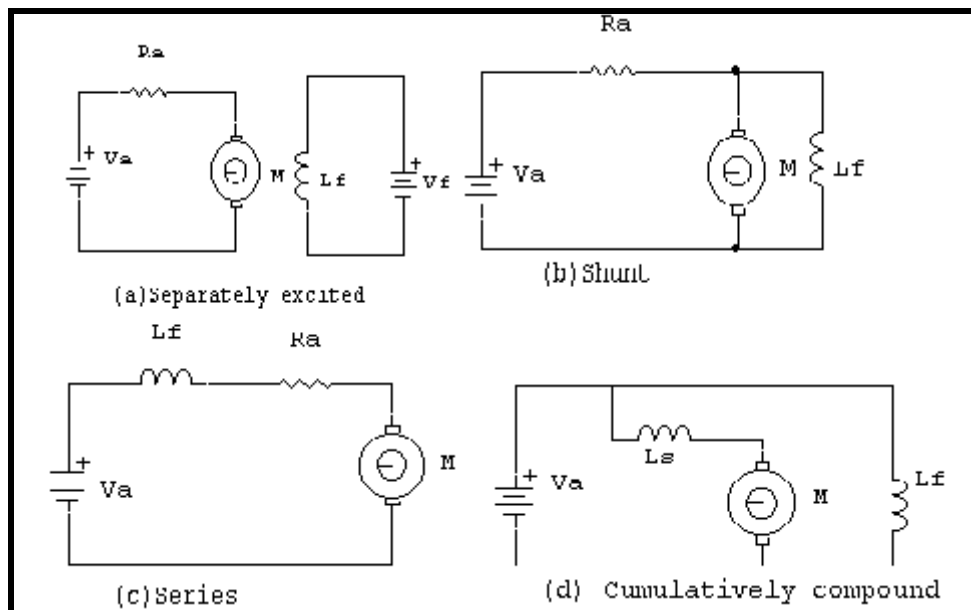 Ra
Va
M
Lf
Vf
(a)Separately excited
Ra
Va
M
Lf
(b)Shunt
Lf
Ra
Va
M
(c)Series
Va
Ls
M
Lf
(d) Cumulatively compound